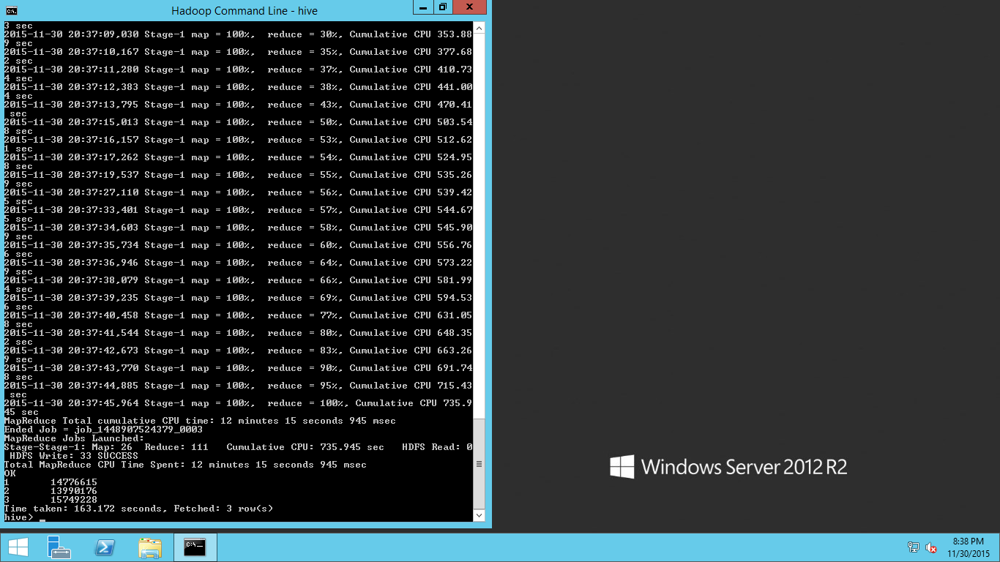 Hadoop Command Line - hive
3 sec
2015-11-30 20:37:09,030 Stage-1 map = 100%,  reduce = 30%, Cumulative CPU 353.88
9 sec
2015-11-30 20:37:10,167 Stage-1 map = 100%,  reduce = 35%, Cumulative CPU 377.68
2 sec
2015-11-30 20:37:11,280 Stage-1 map = 100%,  reduce = 37%, Cumulative CPU 410.73
4 sec
2015-11-30 20:37:12,383 Stage-1 map = 100%,  reduce = 38%, Cumulative CPU 441.00
4 sec
2015-11-30 20:37:13,795 Stage-1 map = 100%,  reduce = 43%, Cumulative CPU 470.41
 sec
2015-11-30 20:37:15,013 Stage-1 map = 100%,  reduce = 50%, Cumulative CPU 503.54
8 sec
2015-11-30 20:37:16,157 Stage-1 map = 100%,  reduce = 53%, Cumulative CPU 512.62
1 sec
2015-11-30 20:37:17,262 Stage-1 map = 100%,  reduce = 54%, Cumulative CPU 524.95
8 sec
2015-11-30 20:37:19,537 Stage-1 map = 100%,  reduce = 55%, Cumulative CPU 535.26
9 sec
2015-11-30 20:37:27,110 Stage-1 map = 100%,  reduce = 56%, Cumulative CPU 539.42
5 sec
2015-11-30 20:37:33,401 Stage-1 map = 100%,  reduce = 57%, Cumulative CPU 544.67
5 sec
2015-11-30 20:37:34,603 Stage-1 map = 100%,  reduce = 58%, Cumulative CPU 545.90
9 sec
2015-11-30 20:37:35,734 Stage-1 map = 100%,  reduce = 60%, Cumulative CPU 556.76
6 sec
2015-11-30 20:37:36,946 Stage-1 map = 100%,  reduce = 64%, Cumulative CPU 573.22
9 sec
2015-11-30 20:37:38,079 Stage-1 map = 100%,  reduce = 66%, Cumulative CPU 581.99
4 sec
2015-11-30 20:37:39,235 Stage-1 map = 100%,  reduce = 69%, Cumulative CPU 594.53
6 sec
2015-11-30 20:37:40,458 Stage-1 map = 100%,  reduce = 77%, Cumulative CPU 631.05
8 sec
2015-11-30 20:37:41,544 Stage-1 map = 100%,  reduce = 80%, Cumulative CPU 648.35
2 sec
2015-11-30 20:37:42,673 Stage-1 map = 100%,  reduce = 83%, Cumulative CPU 663.26
9 sec
2015-11-30 20:37:43,770 Stage-1 map = 100%,  reduce = 90%, Cumulative CPU 691.74
8 sec
2015-11-30 20:37:44,885 Stage-1 map = 100%,  reduce = 95%, Cumulative CPU 715.43
 sec
2015-11-30 20:37:45,964 Stage-1 map = 100%,  reduce = 100%, Cumulative CPU 735.9
45 sec
MapReduce Total cumulative CPU time: 12 minutes 15 seconds 945 msec
Ended Job = job_1448907524379_0003
MapReduce Jobs Launched:
Stage-Stage-1: Map: 26  Reduce: 111   Cumulative CPU: 735.945 sec   HDFS Read: 0
 HDFS Write: 33 SUCCESS
Total MapReduce CPU Time Spent: 12 minutes 15 seconds 945 msec
OK
1       14776615
2       13990176
3       15749228
Time taken: 163.172 seconds, Fetched: 3 row(s)
hive> _
Windows Server 2012 R2
8:38 PM
11/30/2015